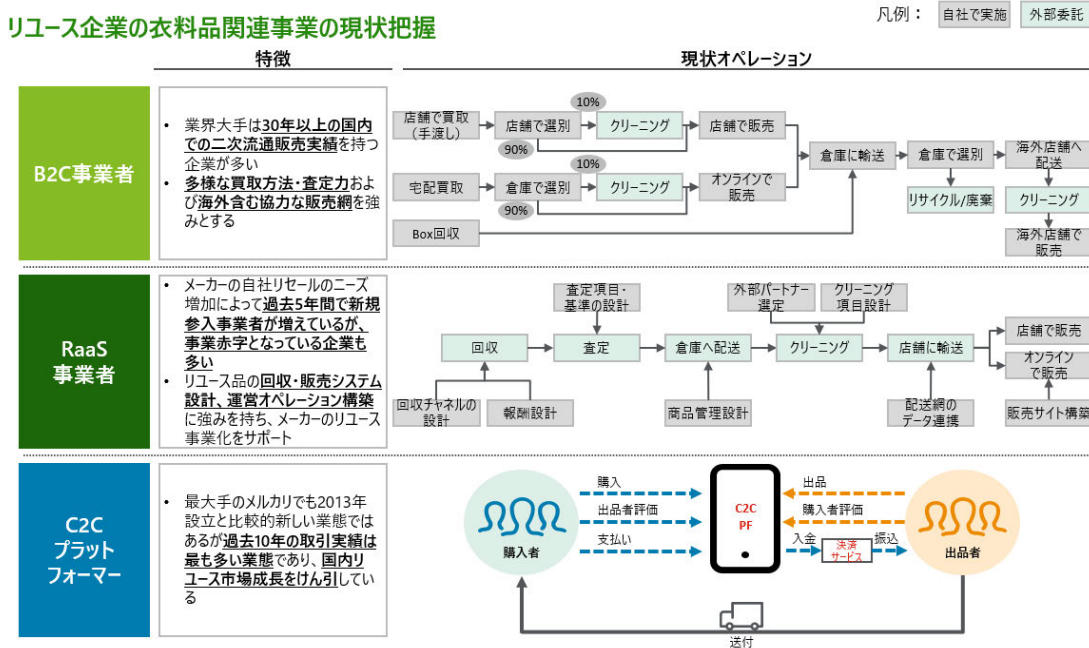 リユース企業の衣料品関連事業の現状把握
凡例：
自社で実施
外部委託
特徴
現状オペレーション
B2C事業者
• 業界大手は30年以上の国内
での二次流通販売実績を持つ
企業が多い
• 多様な買取方法・査定力およ
び海外含む協力な販売網を強
みとする
店舗で買取
（手渡し）
店舗で選別
10%
クリーニング
90%
店舗で販売
宅配買取
倉庫で選別
10%
クリーニング
90%
オンラインで
販売
Box回収
倉庫に輸送
倉庫で選別
リサイクル/廃棄
海外店舗へ
配送
クリーニング
海外店舗で
販売
RaaS
事業者
• メーカーの自社リセールのニーズ
増加によって過去5年間で新規
参入事業者が増えているが、
事業赤字となっている企業も
多い
• リユース品の回収・販売システム
設計、運営オペレーション構築
に強みを持ち、メーカーのリユース
事業化をサポート
査定項目・
基準の設計
外部パートナー
選定
クリーニング
項目設計
回収
査定
倉庫へ配送
クリーニング
店舗に輸送
店舗で販売
オンライン
で販売
回収チャネルの
設計
報酬設計
商品管理設計
配送網の
データ連携
販売サイト構築
C2C
プラット
フォーマー
• 最大手のメルカリでも2013年
設立と比較的新しい業態では
あるが過去10年の取引実績は
最も多い業態であり、国内リ
ユース市場成長をけん引してい
る
購入者
購入
出品者評価
支払い
C2C
PF
出品
購入者評価
入金
決済
サービス
振込
出品者
送付